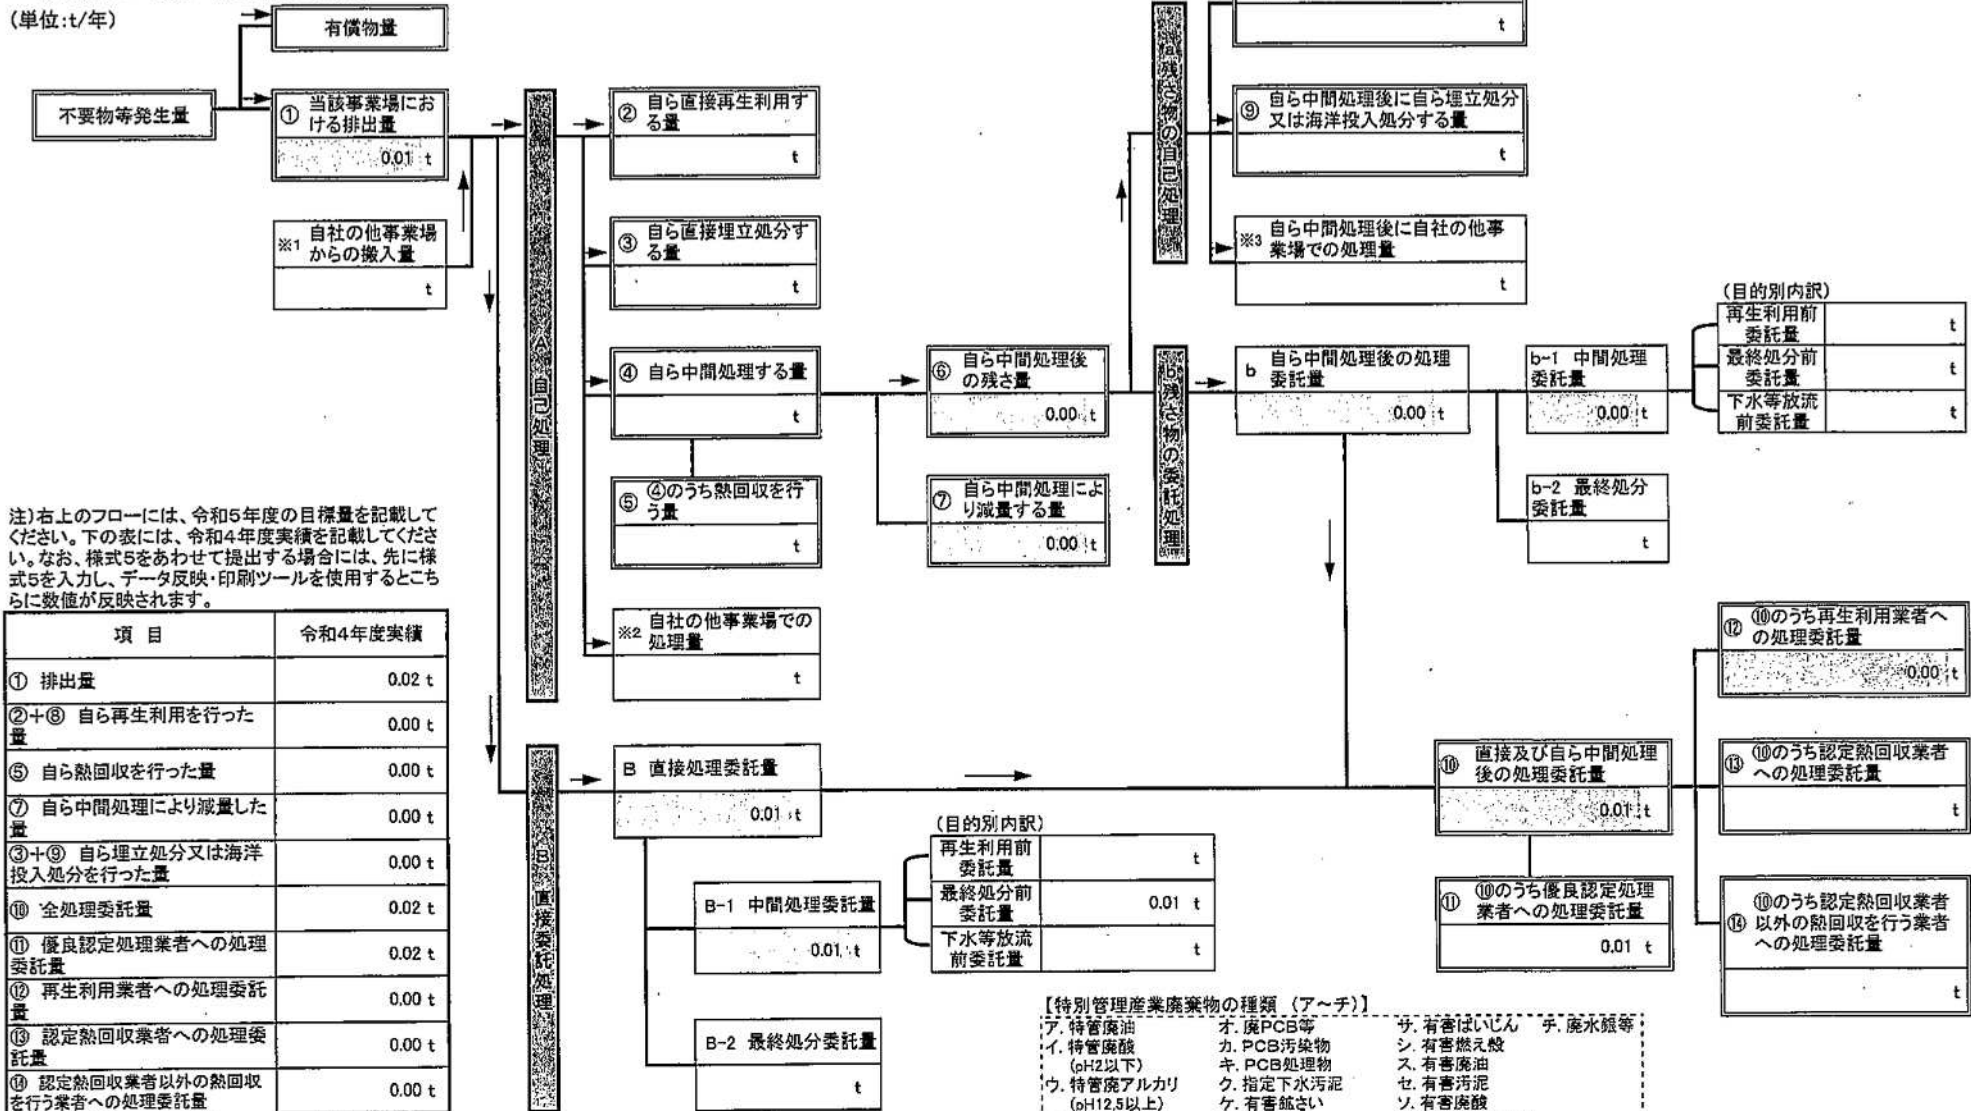 (単位:t/年)
有償物量
不要物等発生量
① 当該事業場にお
ける排出量
0.01 t
※1 自社の他事業場
からの搬入量
t
A 自己処理
② 自ら直接再生利用す
る量
t
③ 自ら直接埋立処分す
る量
t
④ 自ら中間処理する量
t
⑤ ④のうち熱回収を行
う量
t
※2 自社の他事業場での
処理量
t
⑥ 自ら中間処理後
の残さ量
0.00 t
⑦ 自ら中間処理によ
り減量する量
0.00 t
a 残さ物の自己処理
t
⑨ 自ら中間処理後に自ら埋立処分
又は海洋投入処分する量
t
※3 自ら中間処理後に自社の他事
業場での処理量
t
b 残さ物の委託処理
b 自ら中間処理後の処理
委託量
0.00 t
b-1 中間処理
委託量
0.00 t
b-2 最終処分
委託量
t
(目的別内訳)
再生利用前
委託量
t
最終処分前
委託量
t
下水等放流
前委託量
t
注)右上のフローには、令和5年度の目標量を記載して
ください。下の表には、令和4年度実績を記載してくださ
い。なお、様式5をあわせて提出する場合には、先に様
式5を入力し、データ反映・印刷ツールを使用するとこち
らに数値が反映されます。
項 目 令和4年度実績
① 排出量 0.02 t
②+⑧ 自ら再生利用を行った
量 0.00 t
⑤ 自ら熱回収を行った量 0.00 t
⑦ 自ら中間処理により減量した
量 0.00 t
③+⑨ 自ら埋立処分又は海洋
投入処分を行った量 0.00 t
⑩ 全処理委託量 0.02 t
⑪ 優良認定処理業者への処理
委託量 0.02 t
⑫ 再生利用業者への処理委託
量 0.00 t
⑬ 認定熱回収業者への処理委
託量 0.00 t
⑭ 認定熱回収業者以外の熱回収
を行う業者への処理委託量 0.00 t
B 直接委託処理
B 直接処理委託量
0.01 t
B-1 中間処理委託量
0.01 t
B-2 最終処分委託量
t
(目的別内訳)
再生利用前
委託量
t
最終処分前
委託量
0.01 t
下水等放流
前委託量
t
⑩ 直接及び自ら中間処理
後の処理委託量
0.01 t
⑪ ⑩のうち優良認定処理
業者への処理委託量
0.01 t
⑫ ⑩のうち再生利用業者へ
の処理委託量
0.00 t
⑬ ⑩のうち認定熱回収業者
への処理委託量
t
⑭ ⑩のうち認定熱回収業者
以外の熱回収を行う業者
への処理委託量
t
【特別管理産業廃棄物の種類 (ア~チ)】
ア. 特管廃油 オ. 廃PCB等 サ. 有害ばいじん チ. 廃水銀等
イ. 特管廃酸 カ. PCB汚染物 シ. 有害燃え殻
(pH2以下) キ. PCB処理物 ス. 有害廃油
ウ. 特管廃アルカリ ク. 指定下水汚泥 セ. 有害汚泥
(pH12.5以上) ケ. 有害鉱さい ソ. 有害廃酸